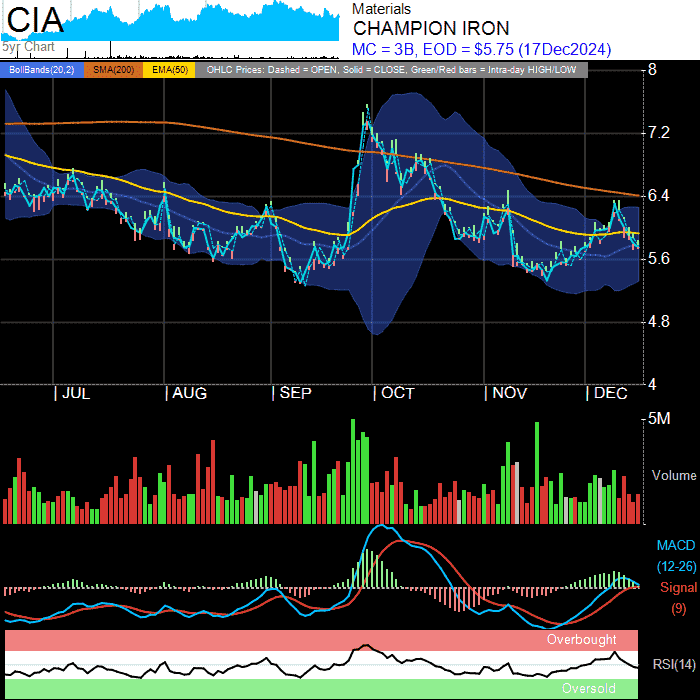 CIA
5yr Chart
Materials
CHAMPION IRON
MC = 3B, EOD = $5.75 (17Dec2024)
BollBands(20,2) SMA(200) EMA(50) OHLC Prices: Dashed = OPEN, Solid = CLOSE, Green/Red bars = Intra-day HIGH/LOW
8
7.2
6.4
5.6
4.8
4
| JUL | AUG | SEP | OCT | NOV | DEC
5M
Volume
MACD
(12-26)
Signal
(9)
Overbought
RSI(14)
Oversold